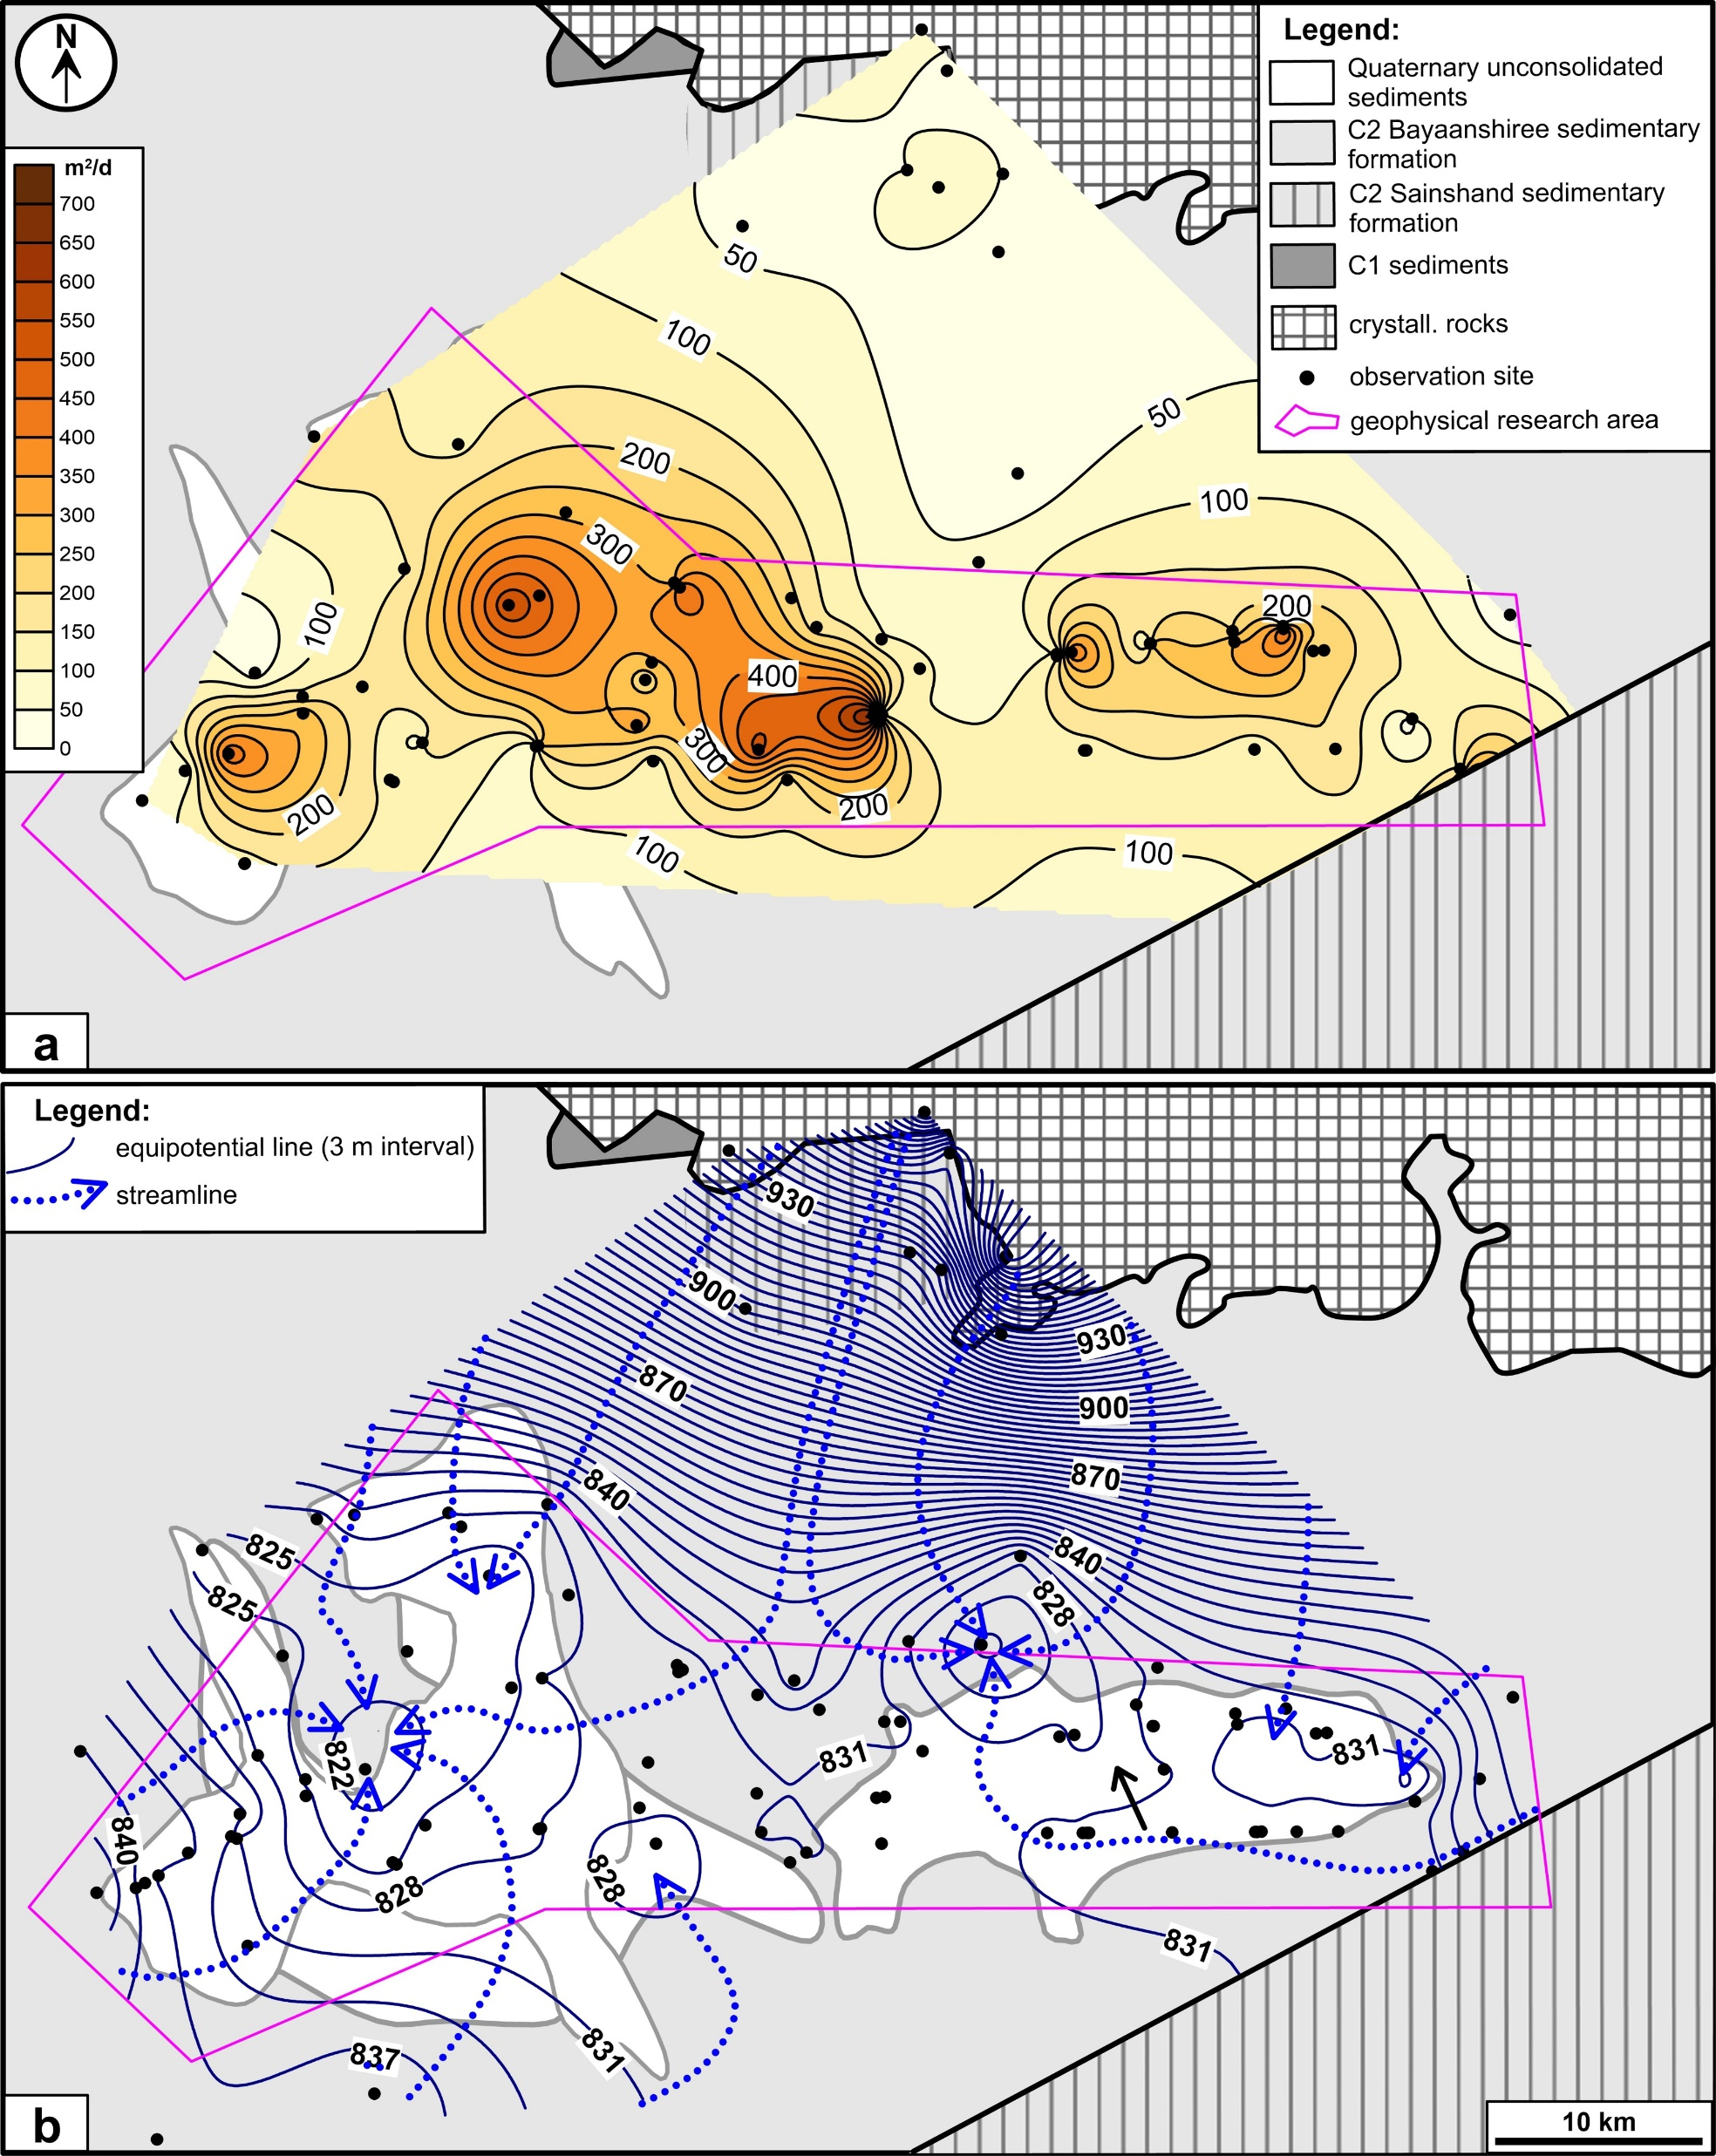 N
Legend:
Quaternary unconsolidated
sediments
C2 Bayaanshiree sedimentary
formation
C2 Sainshand sedimentary
formation
C1 sediments
crystall. rocks
observation site
geophysical research area
m²/d
700
650
600
550
500
450
400
350
300
250
200
150
100
50
0
50
100
50
200
100
300
200
100
400
300
200
200
100
100
a
Legend:
equipotential line (3 m interval)
streamline
930
900
930
870
900
870
840
840
825
828
825
822
831
831
840
828
828
831
831
837
b
10 km